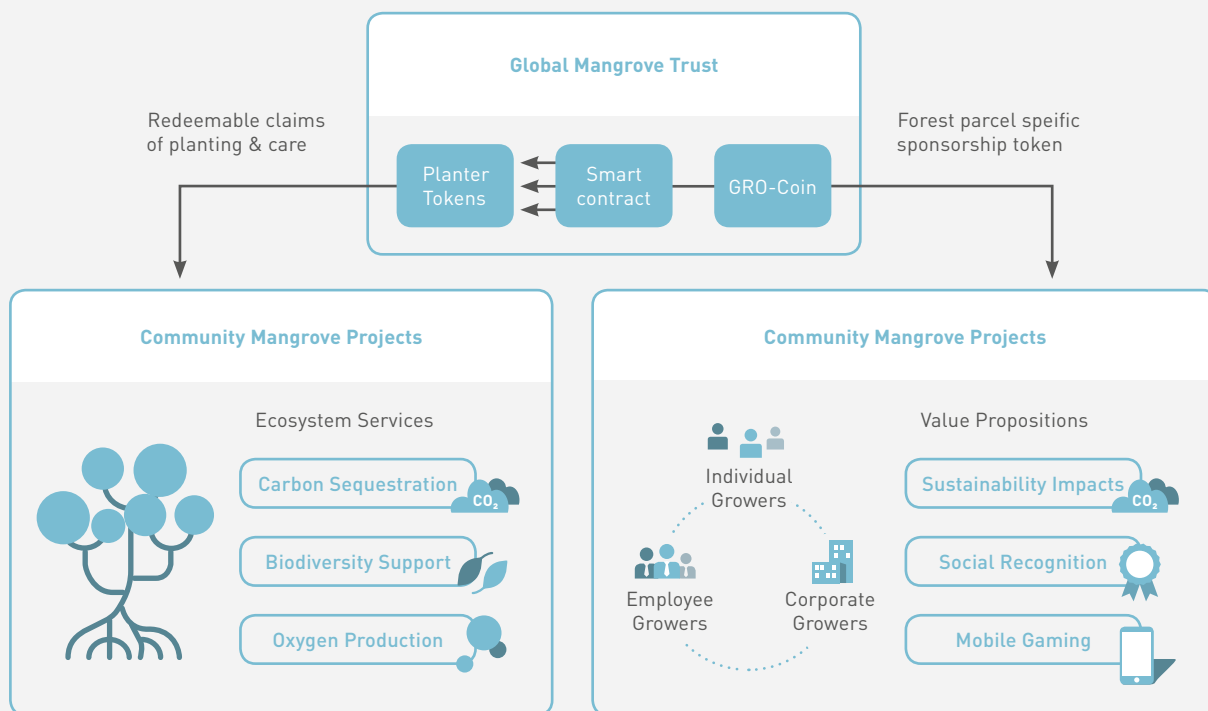 Global Mangrove Trust
Redeemable claims
of planting & care
Forest parcel speific
sponsorship token
Planter
Tokens
Smart
contract
GRO-Coin
Community Mangrove Projects
Ecosystem Services
Carbon Sequestration
CO₂
Biodiversity Support
Oxygen Production
Community Mangrove Projects
Individual
Growers
Employee
Growers
Corporate
Growers
Value Propositions
Sustainability Impacts
CO₂
Social Recognition
Mobile Gaming